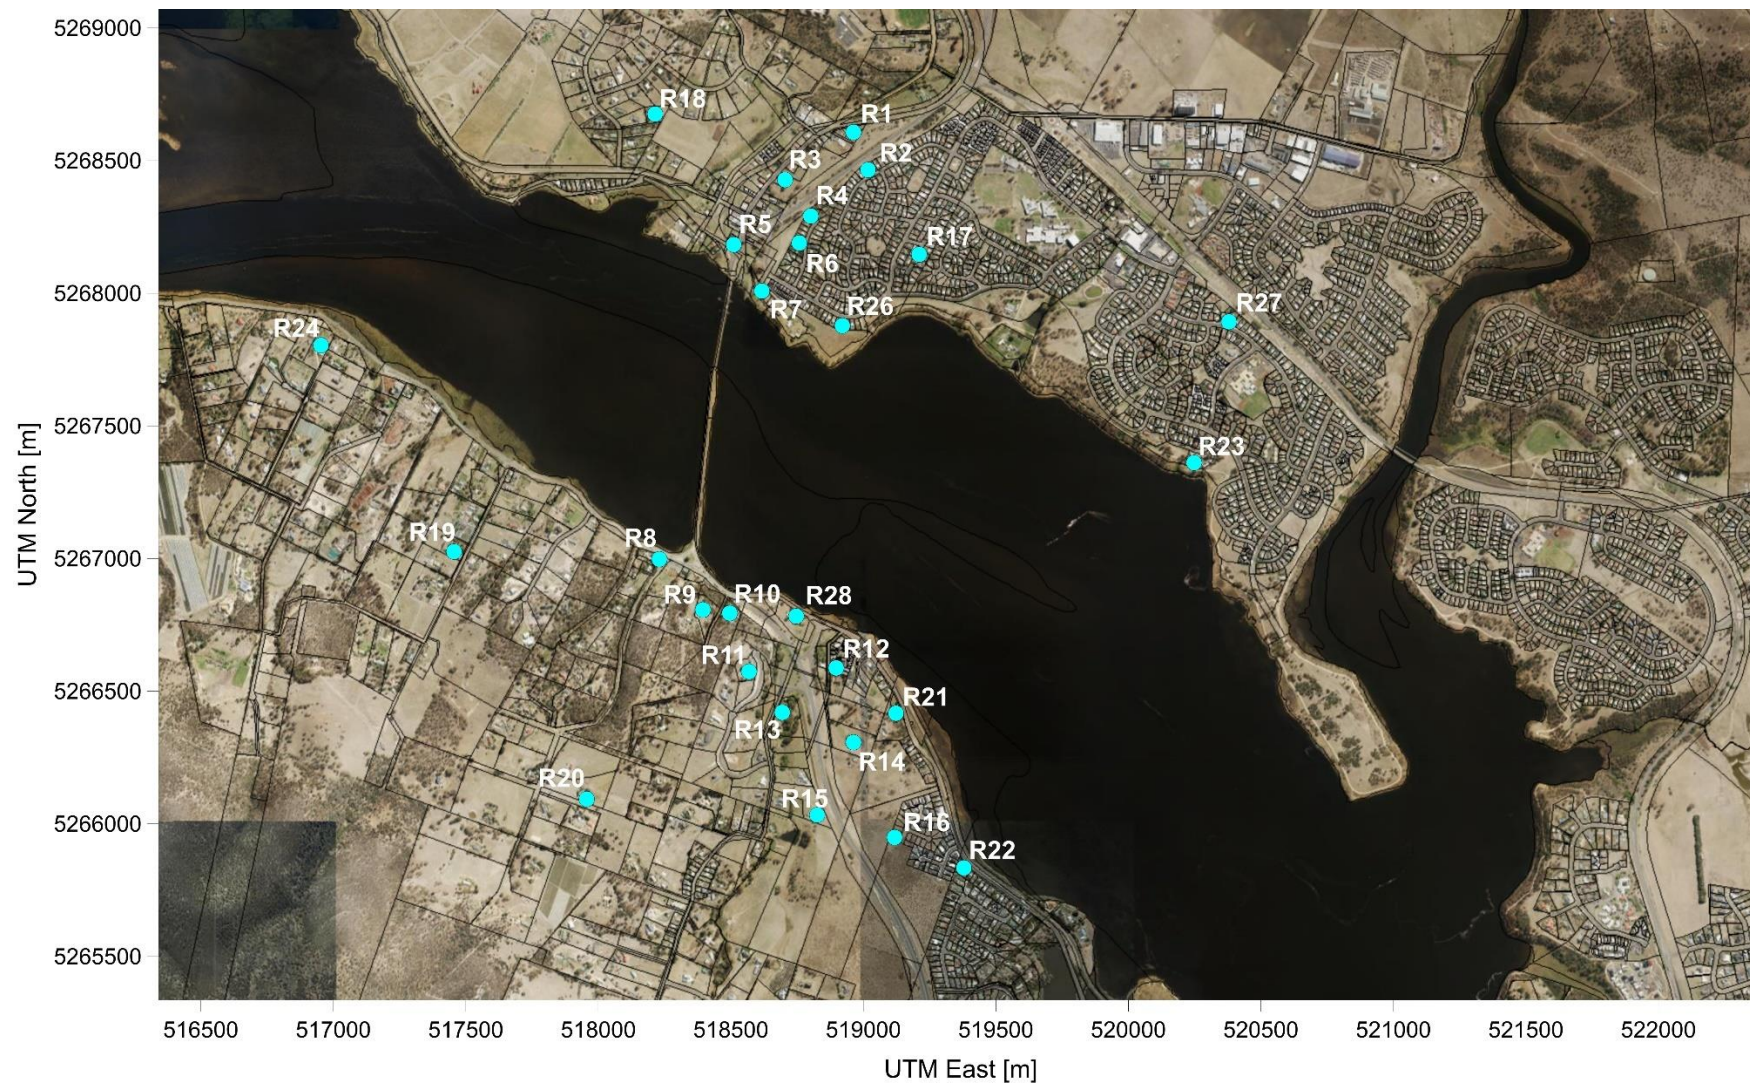 5269000
R18
R1
5268500
R3
R2
R4
R5
R17
R6
5268000
R7
R26
R27
R24
5267500
R23
R19
R8
5267000
R9
R10
R28
R11
R12
5266500
R13
R21
R14
R20
R15
5266000
R16
R22
5265500
516500 517000 517500 518000 518500 519000 519500 520000 520500 521000 521500 522000
UTM East [m]
UTM North [m]